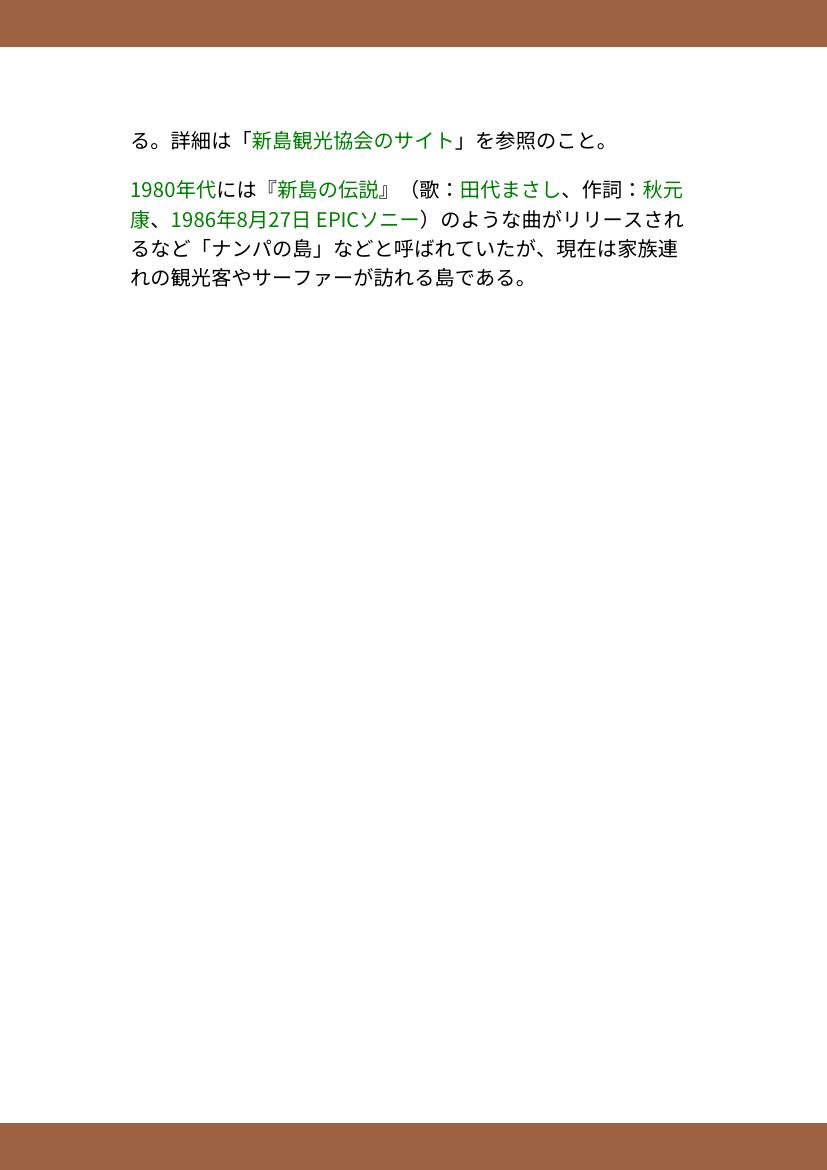 る。詳細は「新島観光協会のサイト」を参照のこと。
1980年代には『新島の伝説』（歌：田代まさし、作詞：秋元
康、1986年8月27日 EPICソニー）のような曲がリリースされ
るなど「ナンパの島」などと呼ばれていたが、現在は家族連
れの観光客やサーファーが訪れる島である。